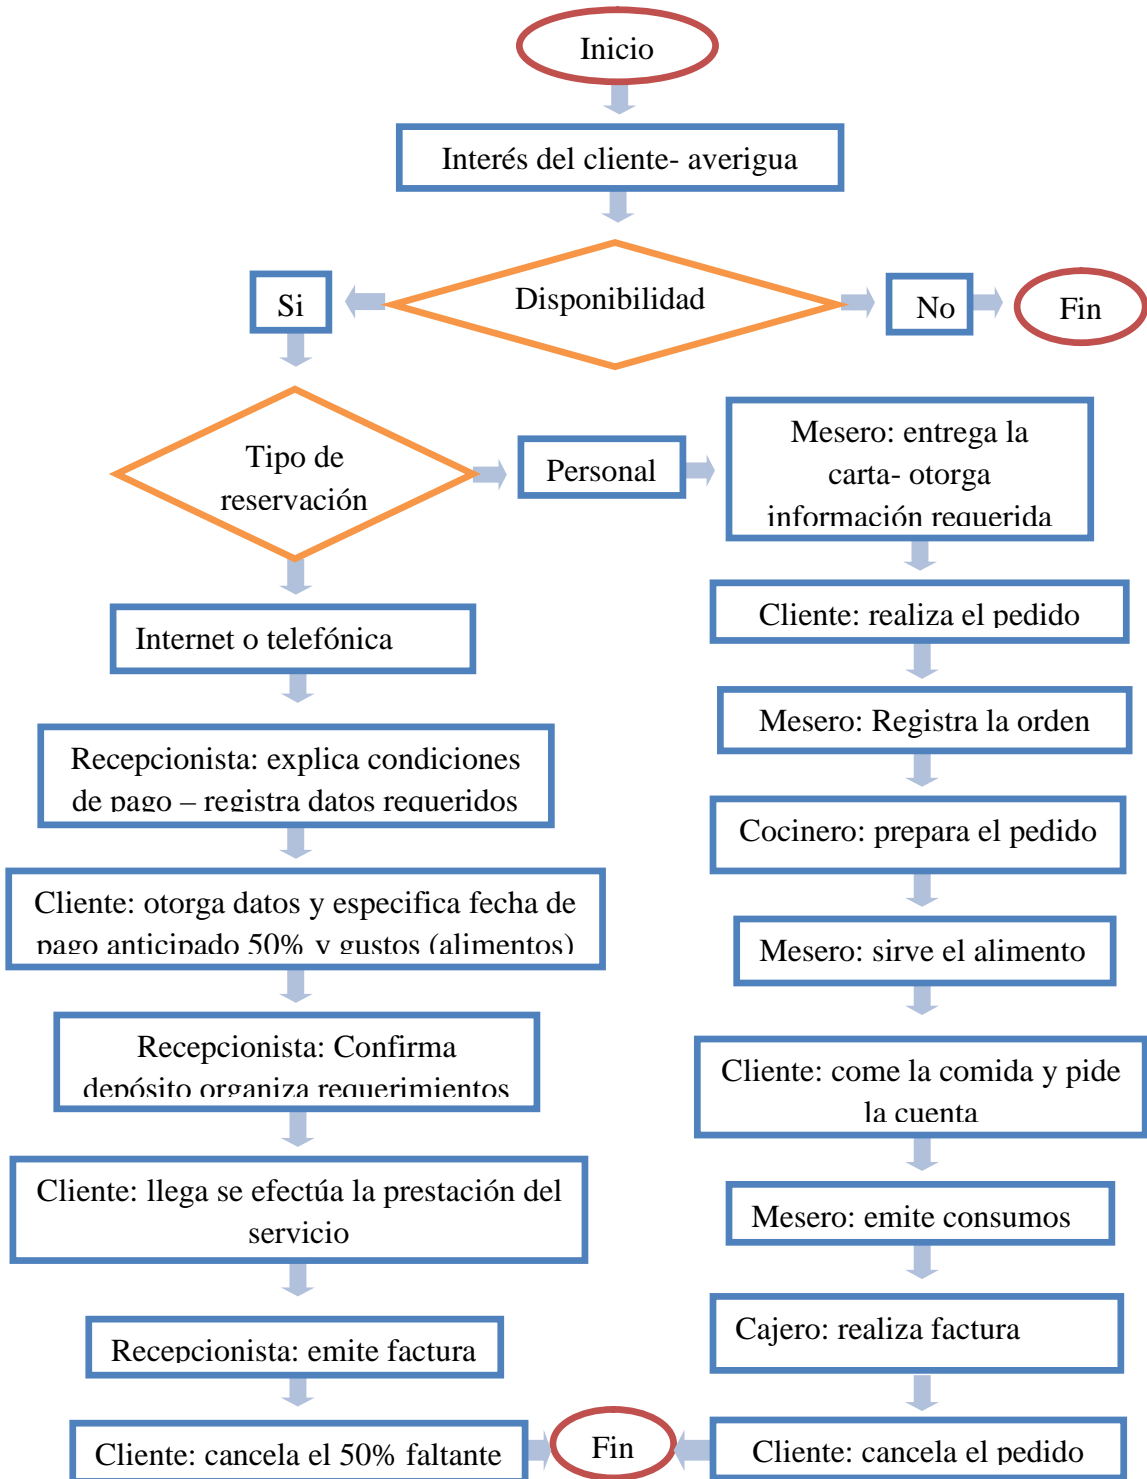 Inicio
Interés del cliente- averigua
Disponibilidad
Si
No
Fin
Tipo de
reservación
Personal
Mesero: entrega la
carta- otorga
información requerida
Internet o telefónica
Cliente: realiza el pedido
Mesero: Registra la orden
Recepcionista: explica condiciones
de pago – registra datos requeridos
Cocinero: prepara el pedido
Cliente: otorga datos y especifica fecha de
pago anticipado 50% y gustos (alimentos)
Mesero: sirve el alimento
Recepcionista: Confirma
depósito organiza requerimientos
Cliente: come la comida y pide
la cuenta
Cliente: llega se efectúa la prestación del
servicio
Mesero: emite consumos
Recepcionista: emite factura
Cajero: realiza factura
Cliente: cancela el 50% faltante
Fin
Cliente: cancela el pedido